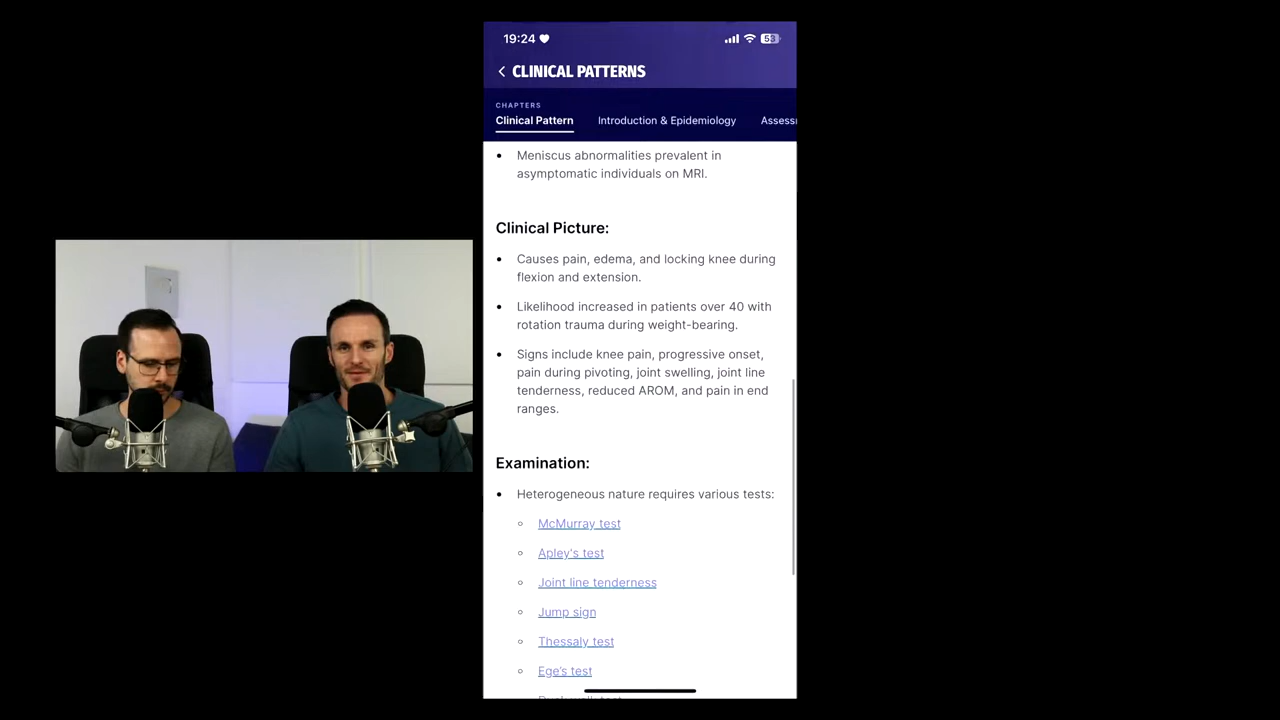 19:24
53
CLINICAL PATTERNS
CHAPTERS
Clinical Pattern Introduction & Epidemiology Assess
• Meniscus abnormalities prevalent in
asymptomatic individuals on MRI.
Clinical Picture:
• Causes pain, edema, and locking knee during
flexion and extension.
• Likelihood increased in patients over 40 with
rotation trauma during weight-bearing.
• Signs include knee pain, progressive onset,
pain during pivoting, joint swelling, joint line
tenderness, reduced AROM, and pain in end
ranges.
Examination:
• Heterogeneous nature requires various tests:
McMurray test
Apley's test
Joint line tenderness
Jump sign
Thessaly test
Ege's test